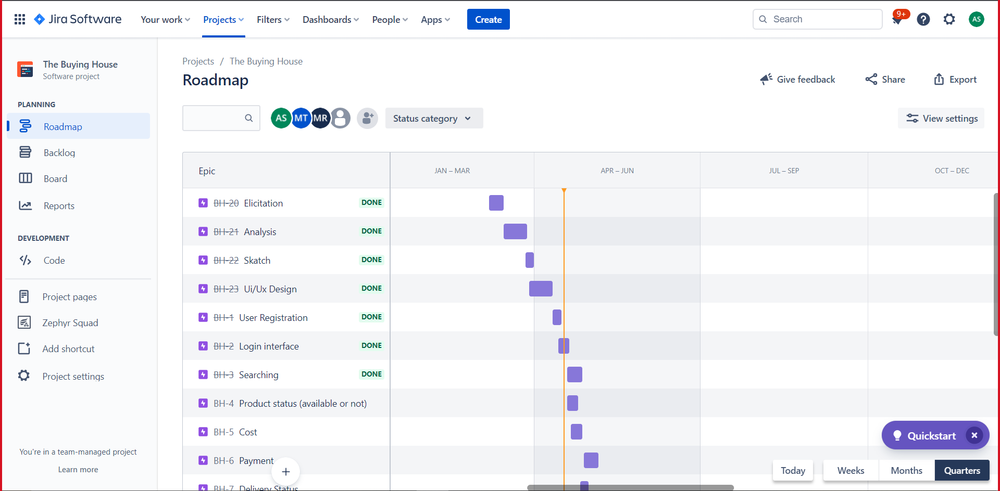 Jira Software Your work Projects Filters Dashboards People Apps Create Search 9+ ? AS
The Buying House
Software project
PLANNING
Roadmap
Backlog
Board
Reports
DEVELOPMENT
Code
Project pages
Zephyr Squad
Add shortcut
Project settings
You're in a team-managed project
Learn more
Projects / The Buying House
Roadmap
Give feedback Share Export
AS MT MR Status category View settings
Epic JAN – MAR APR – JUN JUL – SEP OCT – DEC
BH-20 Elicitation DONE
BH-21 Analysis DONE
BH-22 Skatch DONE
BH-23 Ui/Ux Design DONE
BH-1 User Registration DONE
BH-2 Login interface DONE
BH-3 Searching DONE
BH-4 Product status (available or not)
BH-5 Cost
BH-6 Payment
BH-7 Delivery Status
Quickstart
Today Weeks Months Quarters